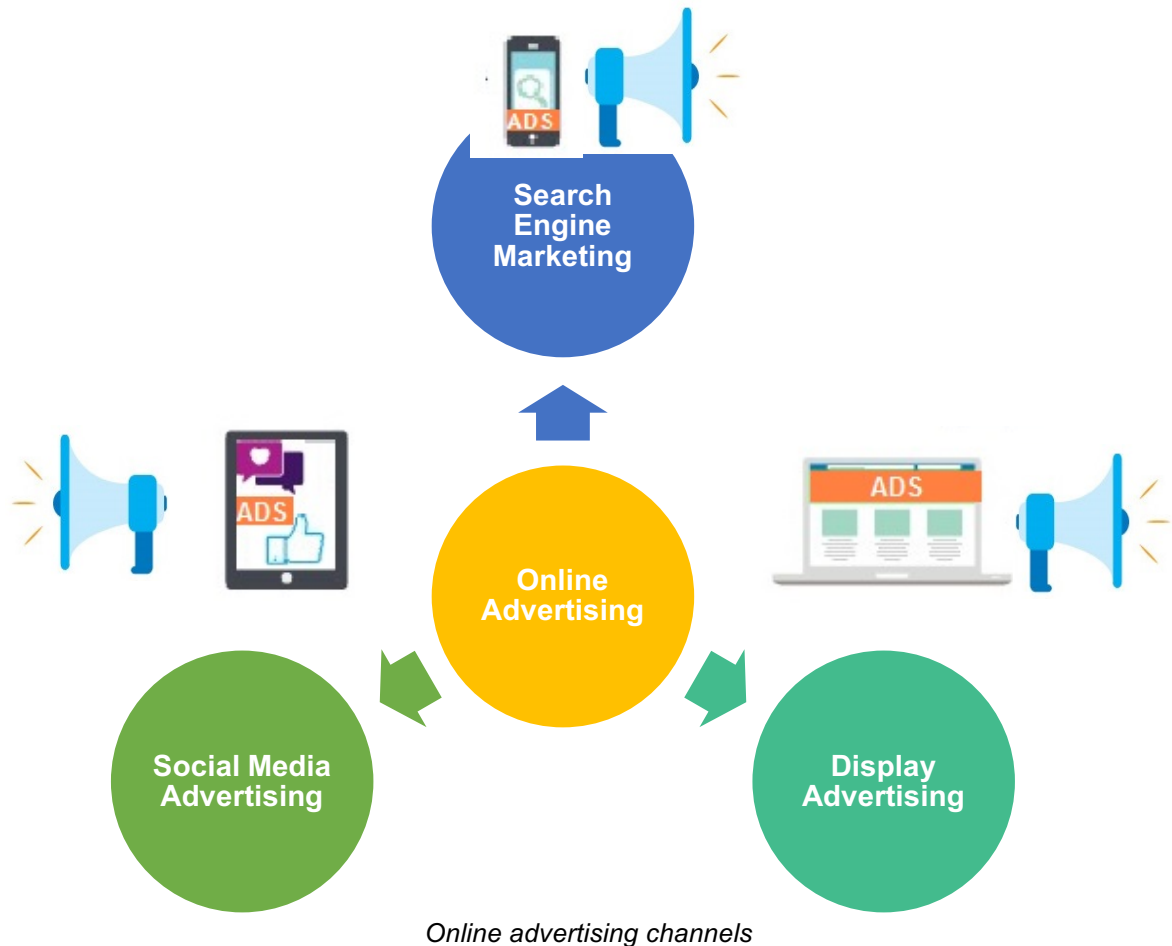 ADS
Search
Engine
Marketing
ADS
ADS
Online
Advertising
Social Media
Advertising
Display
Advertising
Online advertising channels